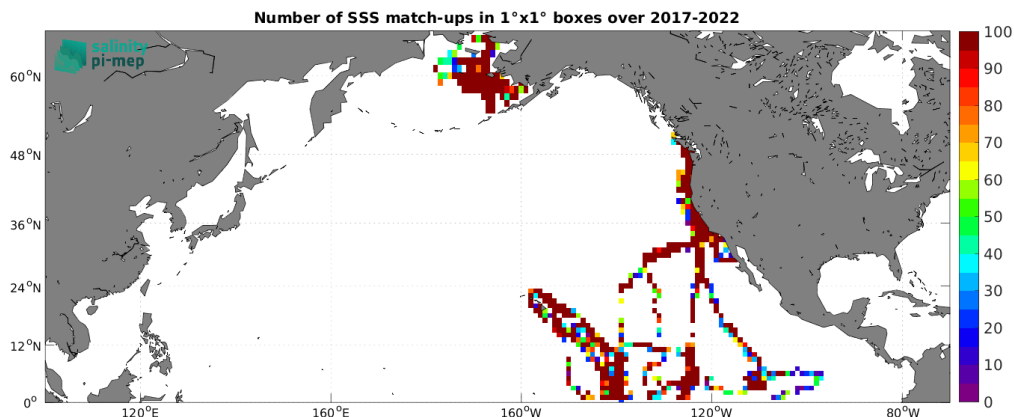 Number of SSS match-ups in 1°x1° boxes over 2017-2022
salinity
pi-mep
60°N
48°N
36°N
24°N
12°N
0°
120°E
160°E
160°W
120°W
80°W
100
90
80
70
60
50
40
30
20
10
0